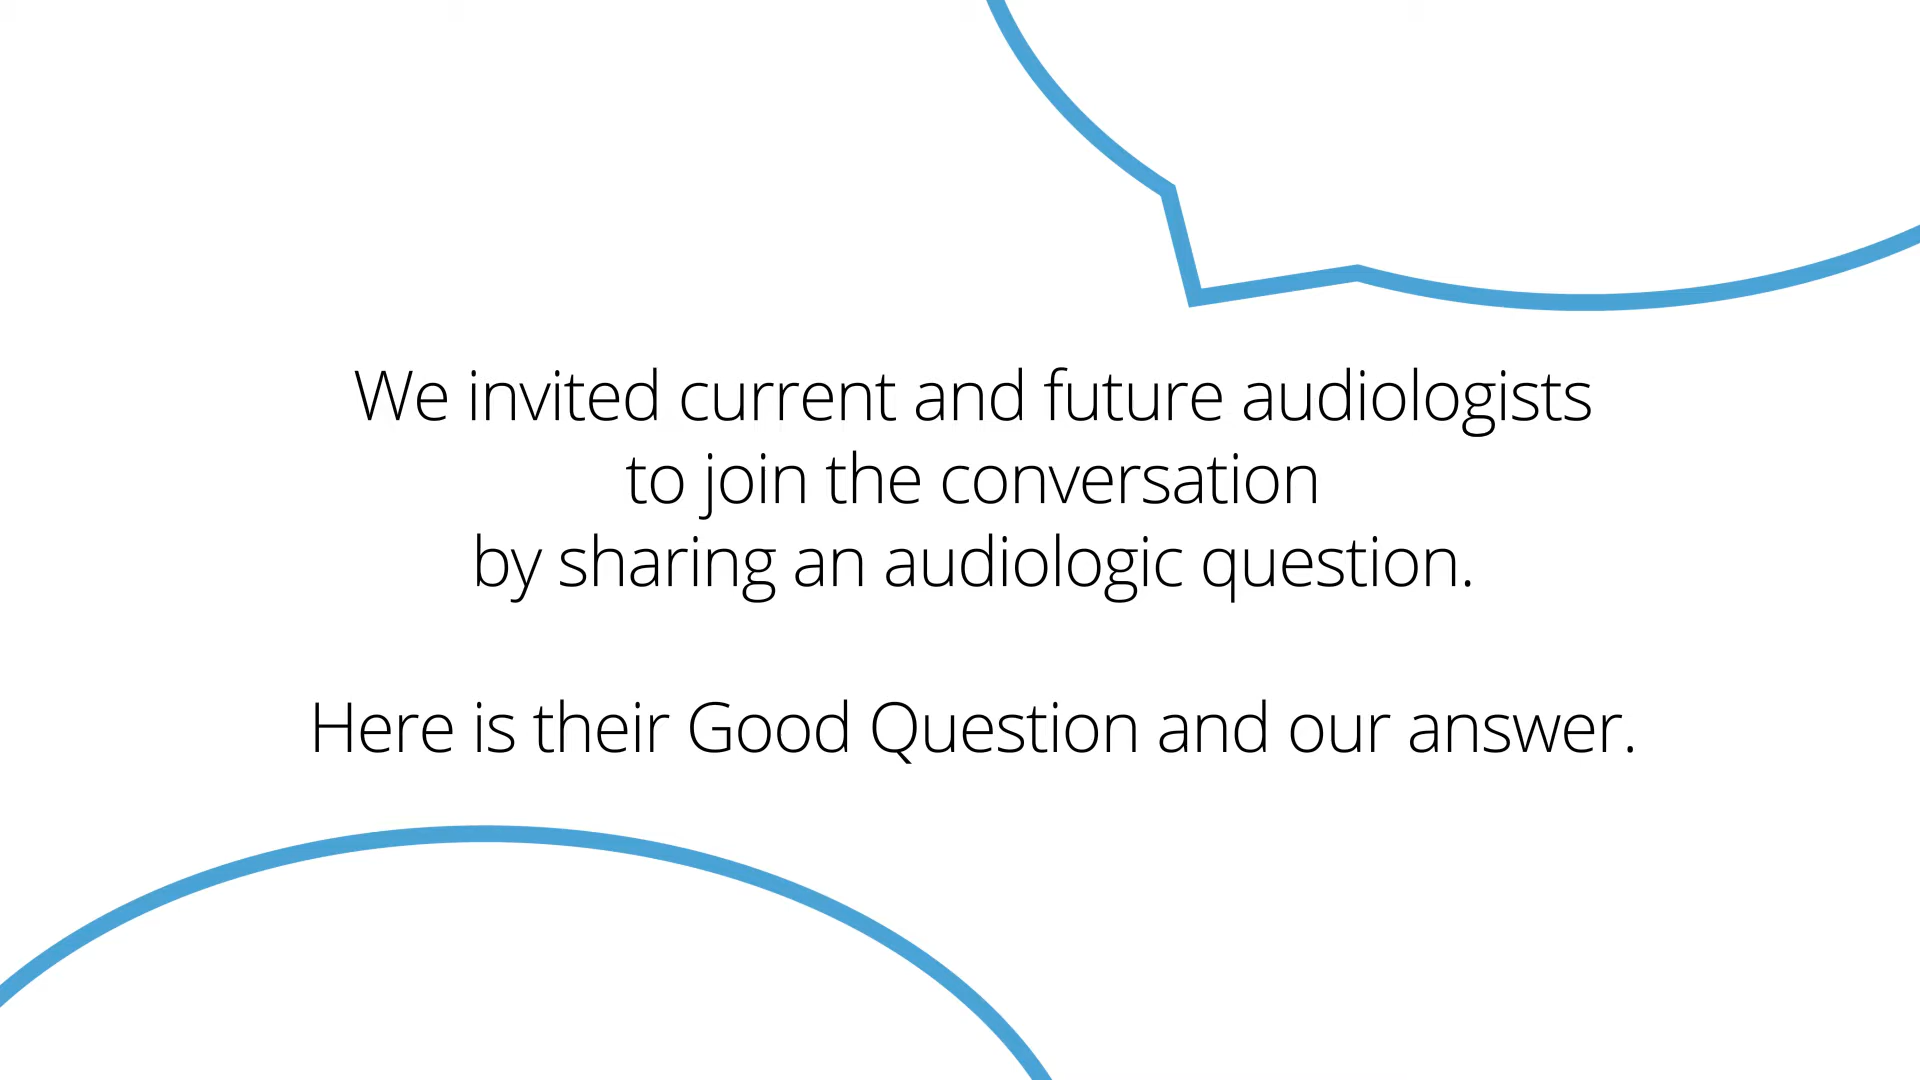 We invited current and future audiologists
to join the conversation
by sharing an audiologic question.
Here is their Good Question and our answer.